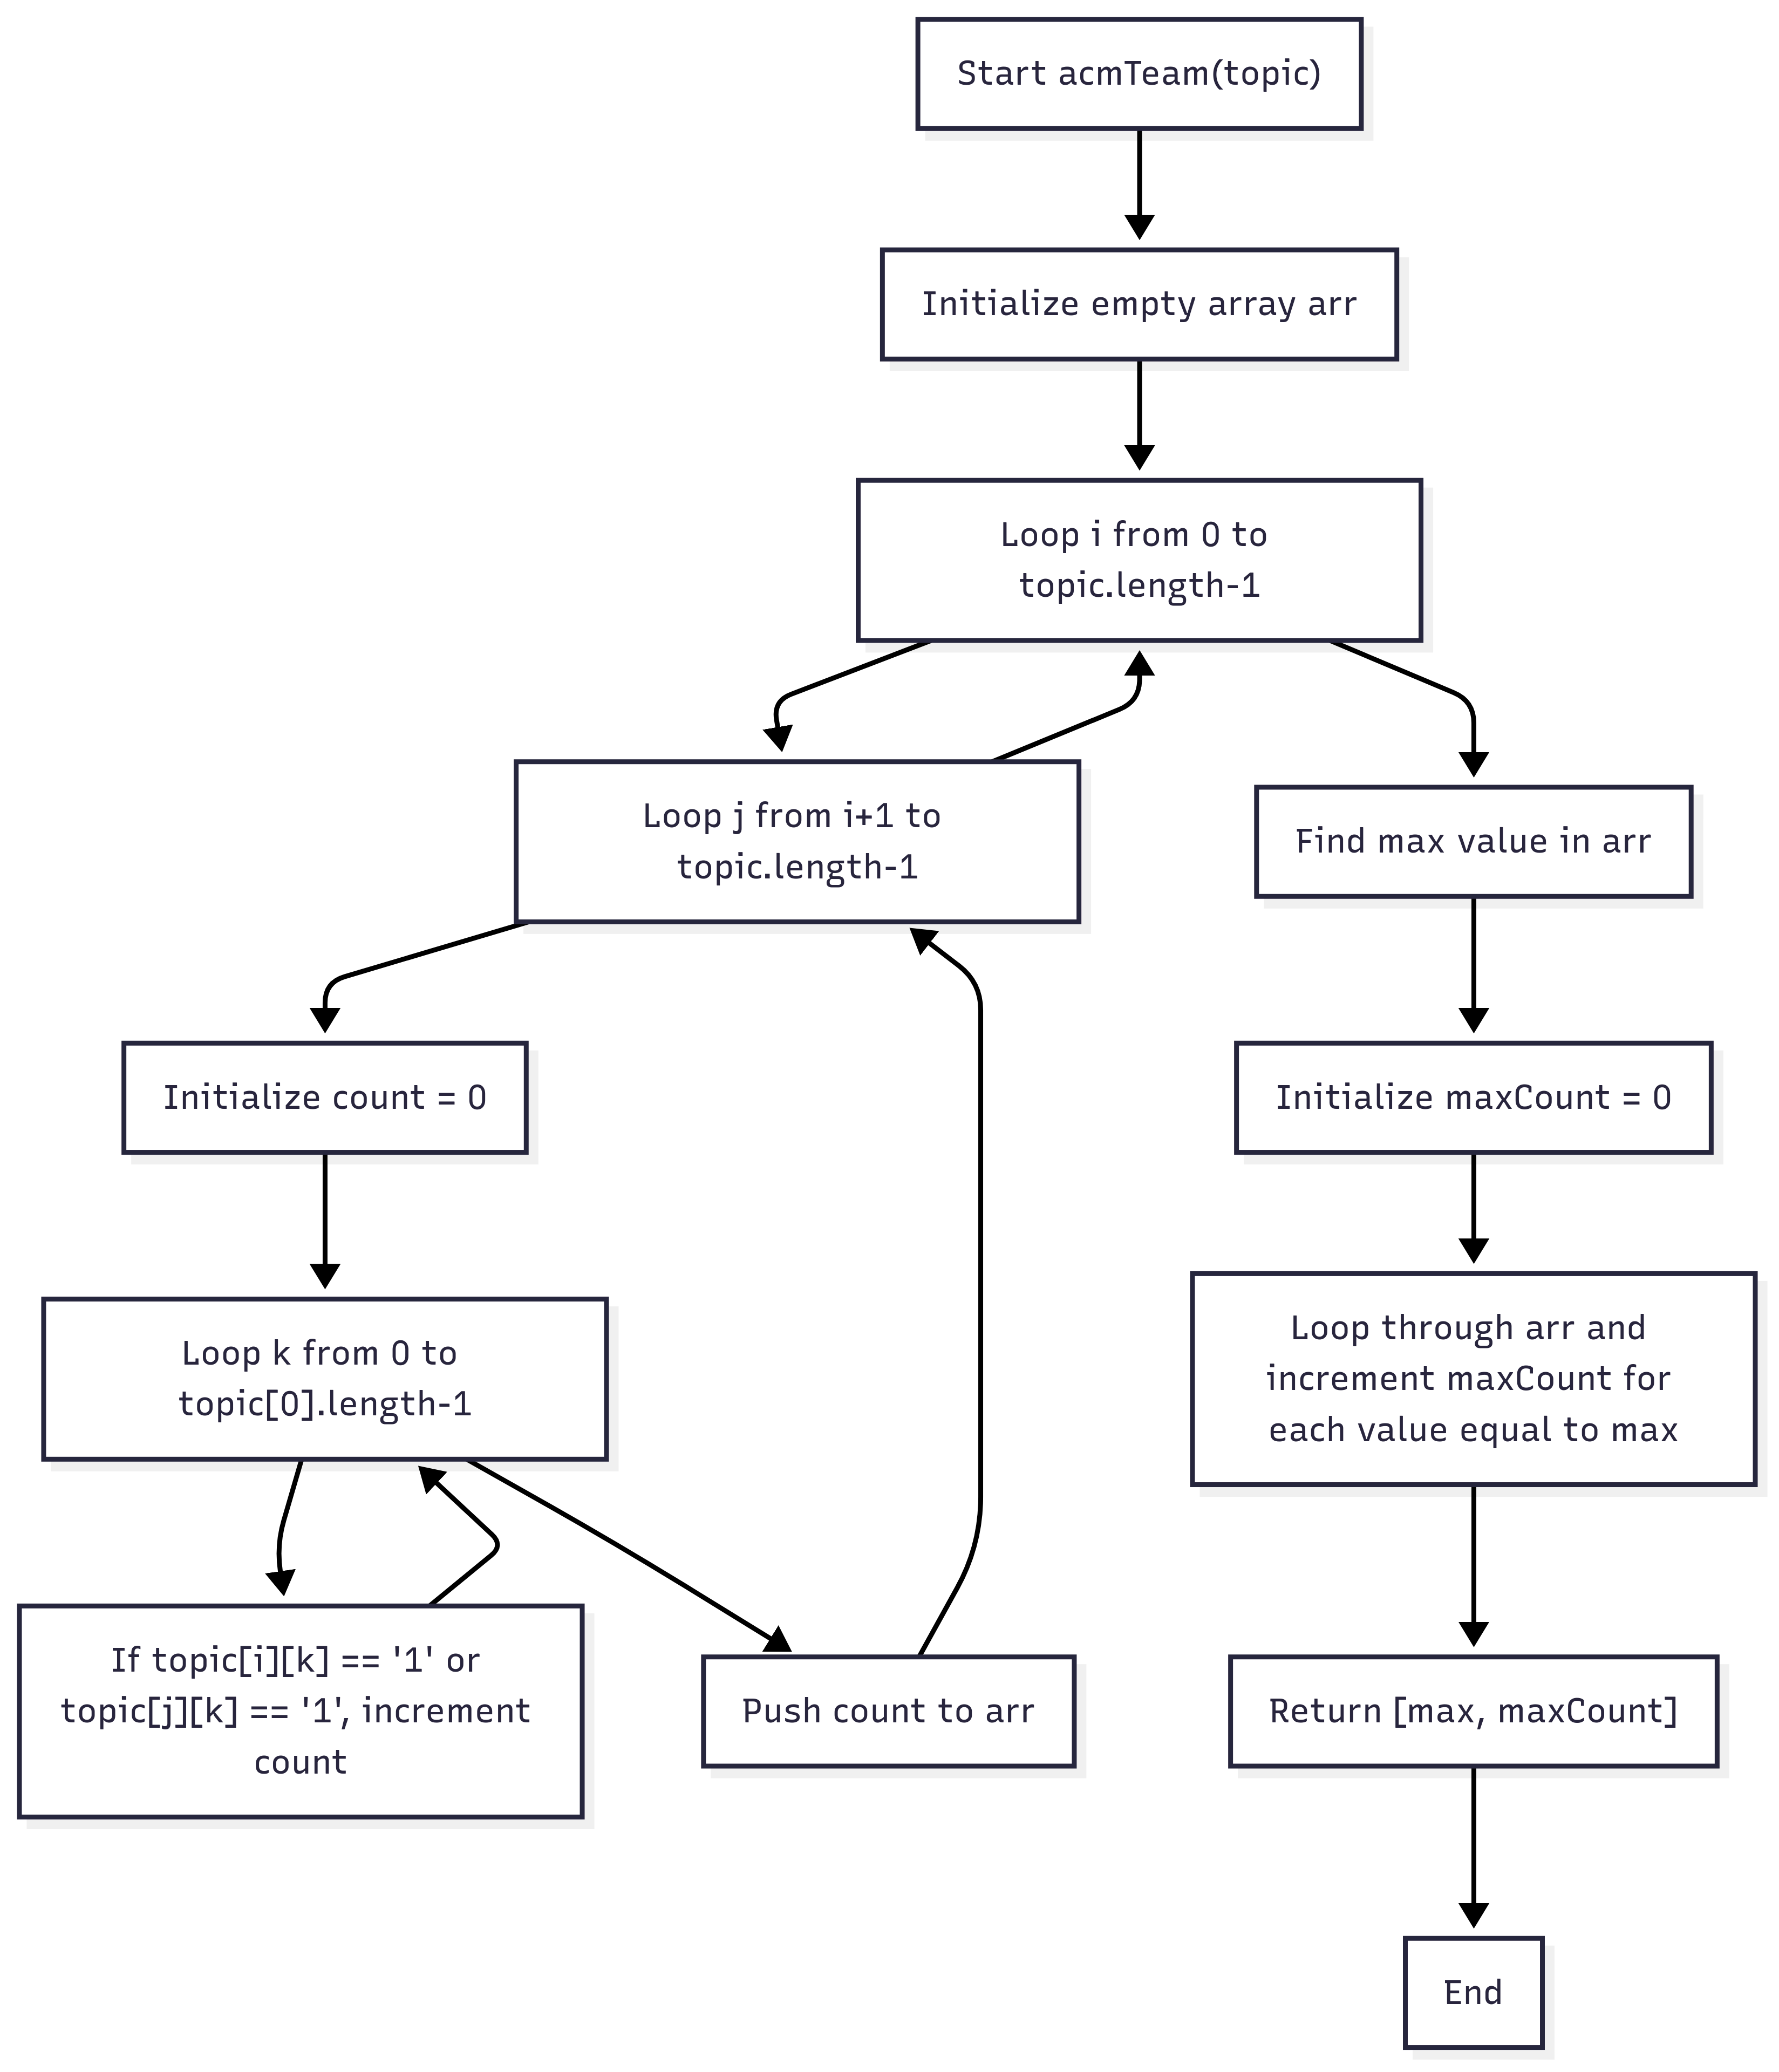 Start acmTeam(topic)
Initialize empty array arr
Loop i from 0 to
topic.length-1
Loop j from i+1 to
topic.length-1
Find max value in arr
Initialize count = 0
Initialize maxCount = 0
Loop k from 0 to
topic[0].length-1
Loop through arr and
increment maxCount for
each value equal to max
If topic[i][k] == '1' or
topic[j][k] == '1', increment
count
Push count to arr
Return [max, maxCount]
End